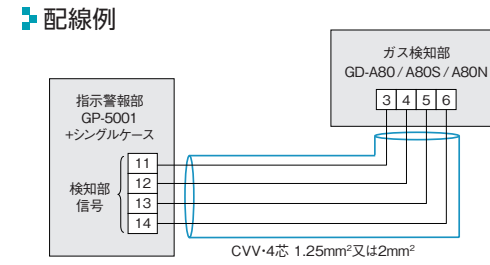 配線例
ガス検知部
GD-A80 / A80S / A80N
3 4 5 6
指示警報部
GP-5001
+シングルケース
検知部
信号
11
12
13
14
CVV・4芯 1.25mm²又は2mm²